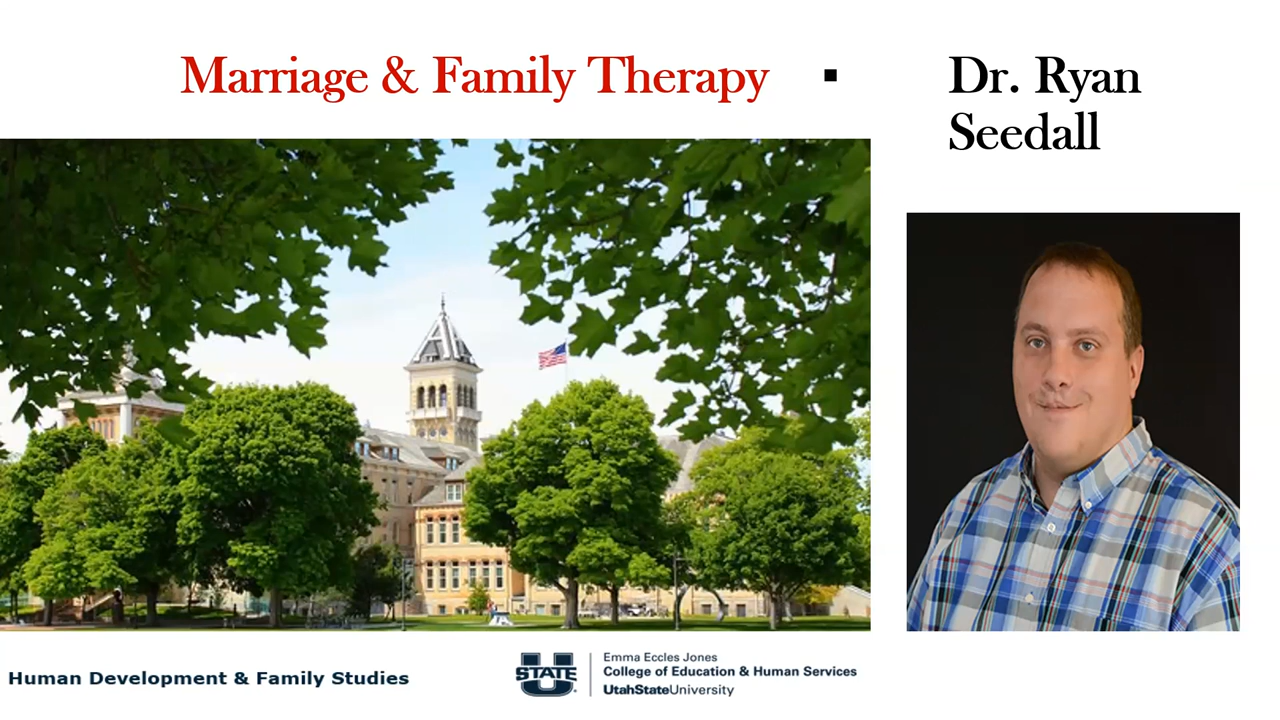 Marriage & Family Therapy
▪ Dr. Ryan
Seedall
Human Development & Family Studies
U
STATE
Emma Eccles Jones
College of Education & Human Services
UtahStateUniversity